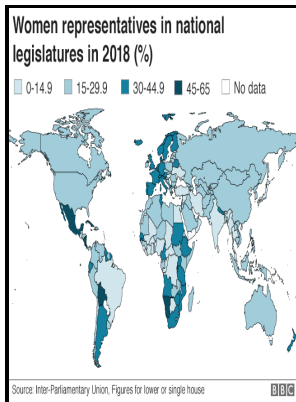 Women representatives in national
legislatures in 2018 (%)
0-14.9 15-29.9 30-44.9 45-65 No data
Source: Inter-Parliamentary Union, Figures for lower or single house BBC